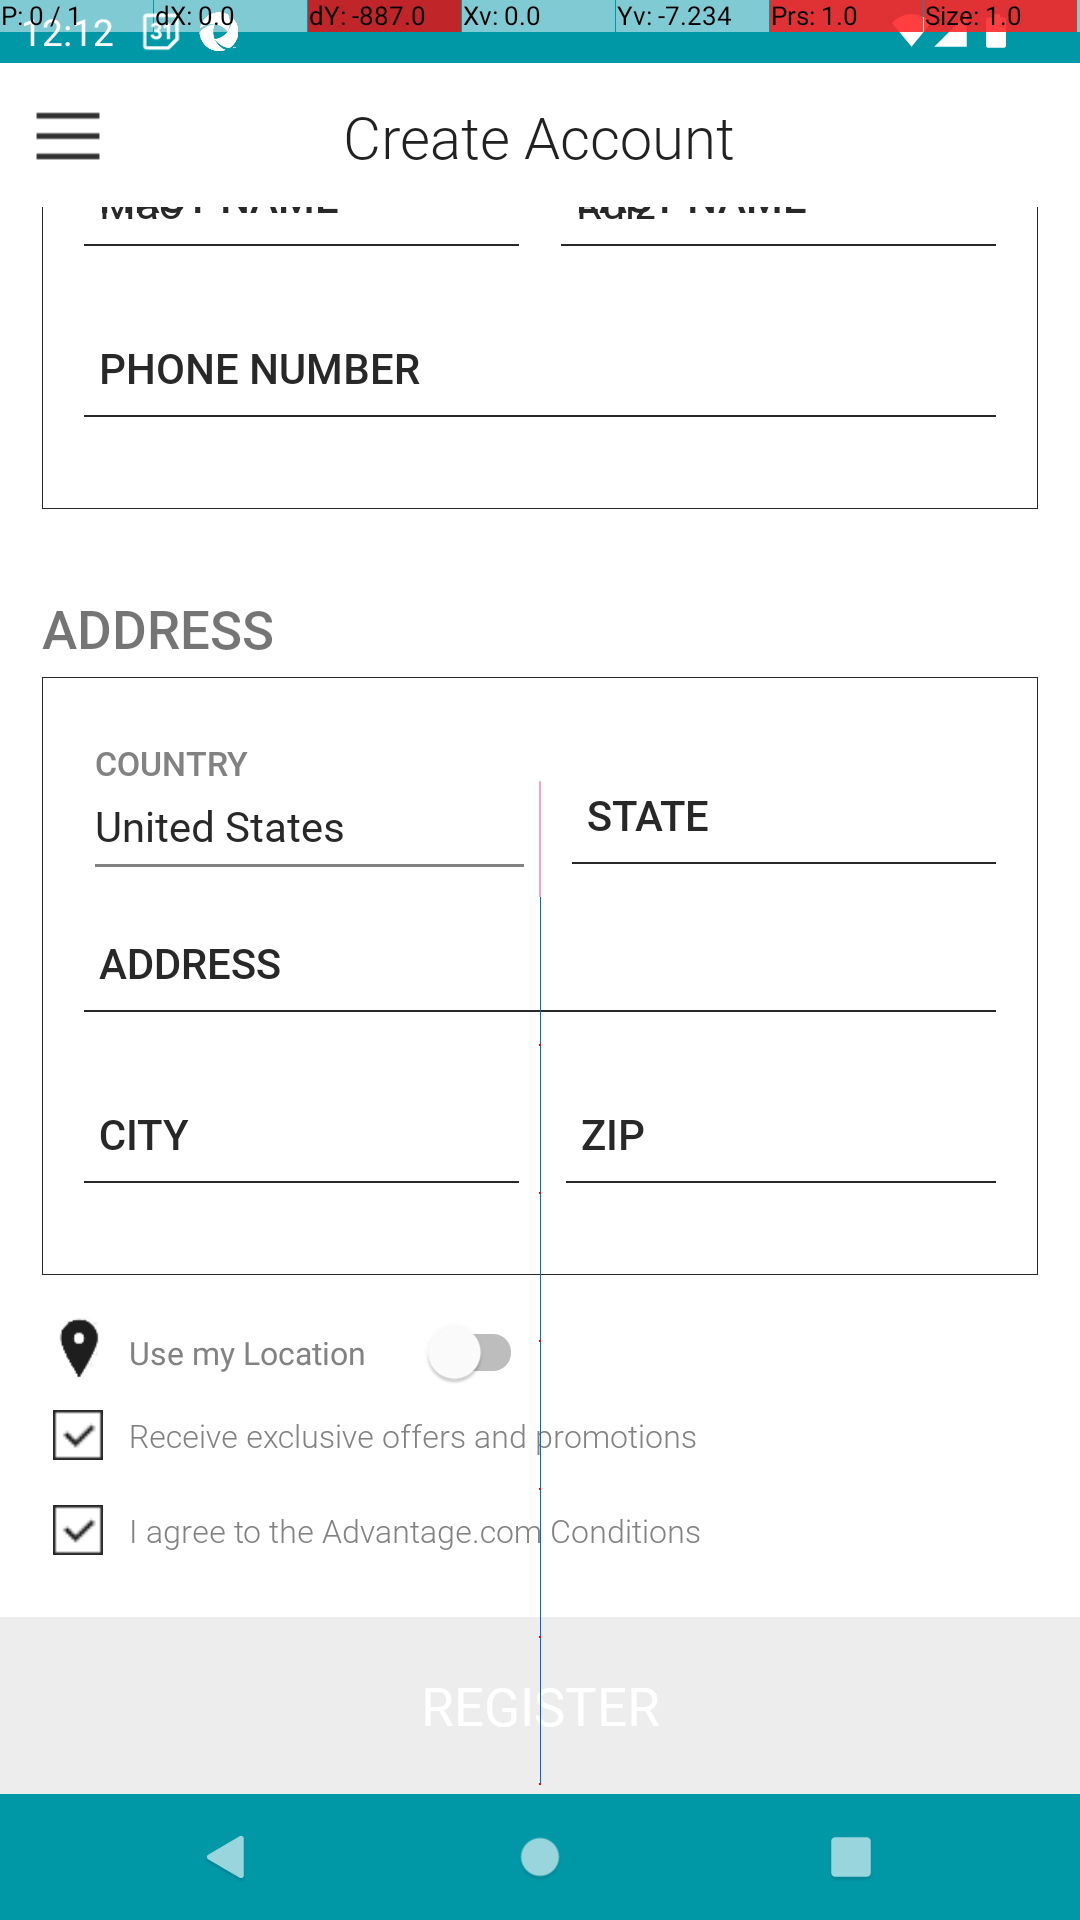 P: 0 / 1 dX: 0.0 dY: -887.0 Xv: 0.0 Yv: -7.234 Prs: 1.0 Size: 1.0
12:12 31
Create Account
PHONE NUMBER
ADDRESS
COUNTRY
United States STATE
ADDRESS
CITY ZIP
Use my Location
Receive exclusive offers and promotions
I agree to the Advantage.com Conditions
REGISTER